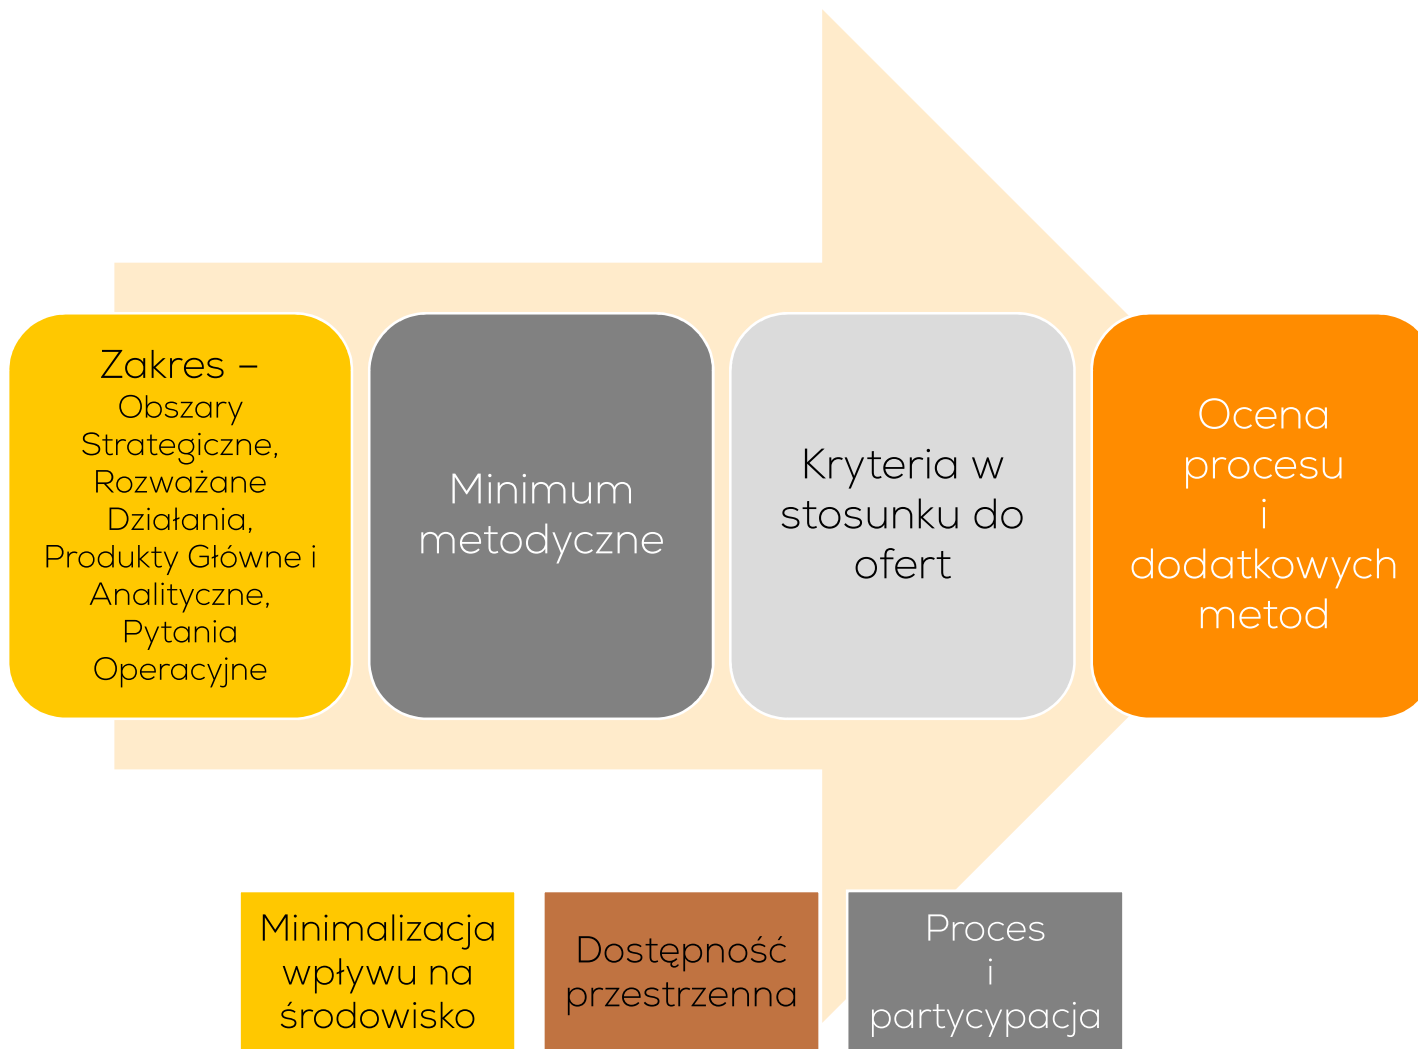 Zakres –
Obszary
Strategiczne,
Rozważane
Działania,
Produkty Główne i
Analityczne,
Pytania
Operacyjne
Minimum
metodyczne
Kryteria w
stosunku do
ofert
Ocena
procesu
i
dodatkowych
metod
Minimalizacja
wpływu na
środowisko
Dostępność
przestrzenna
Proces
i
partycypacja